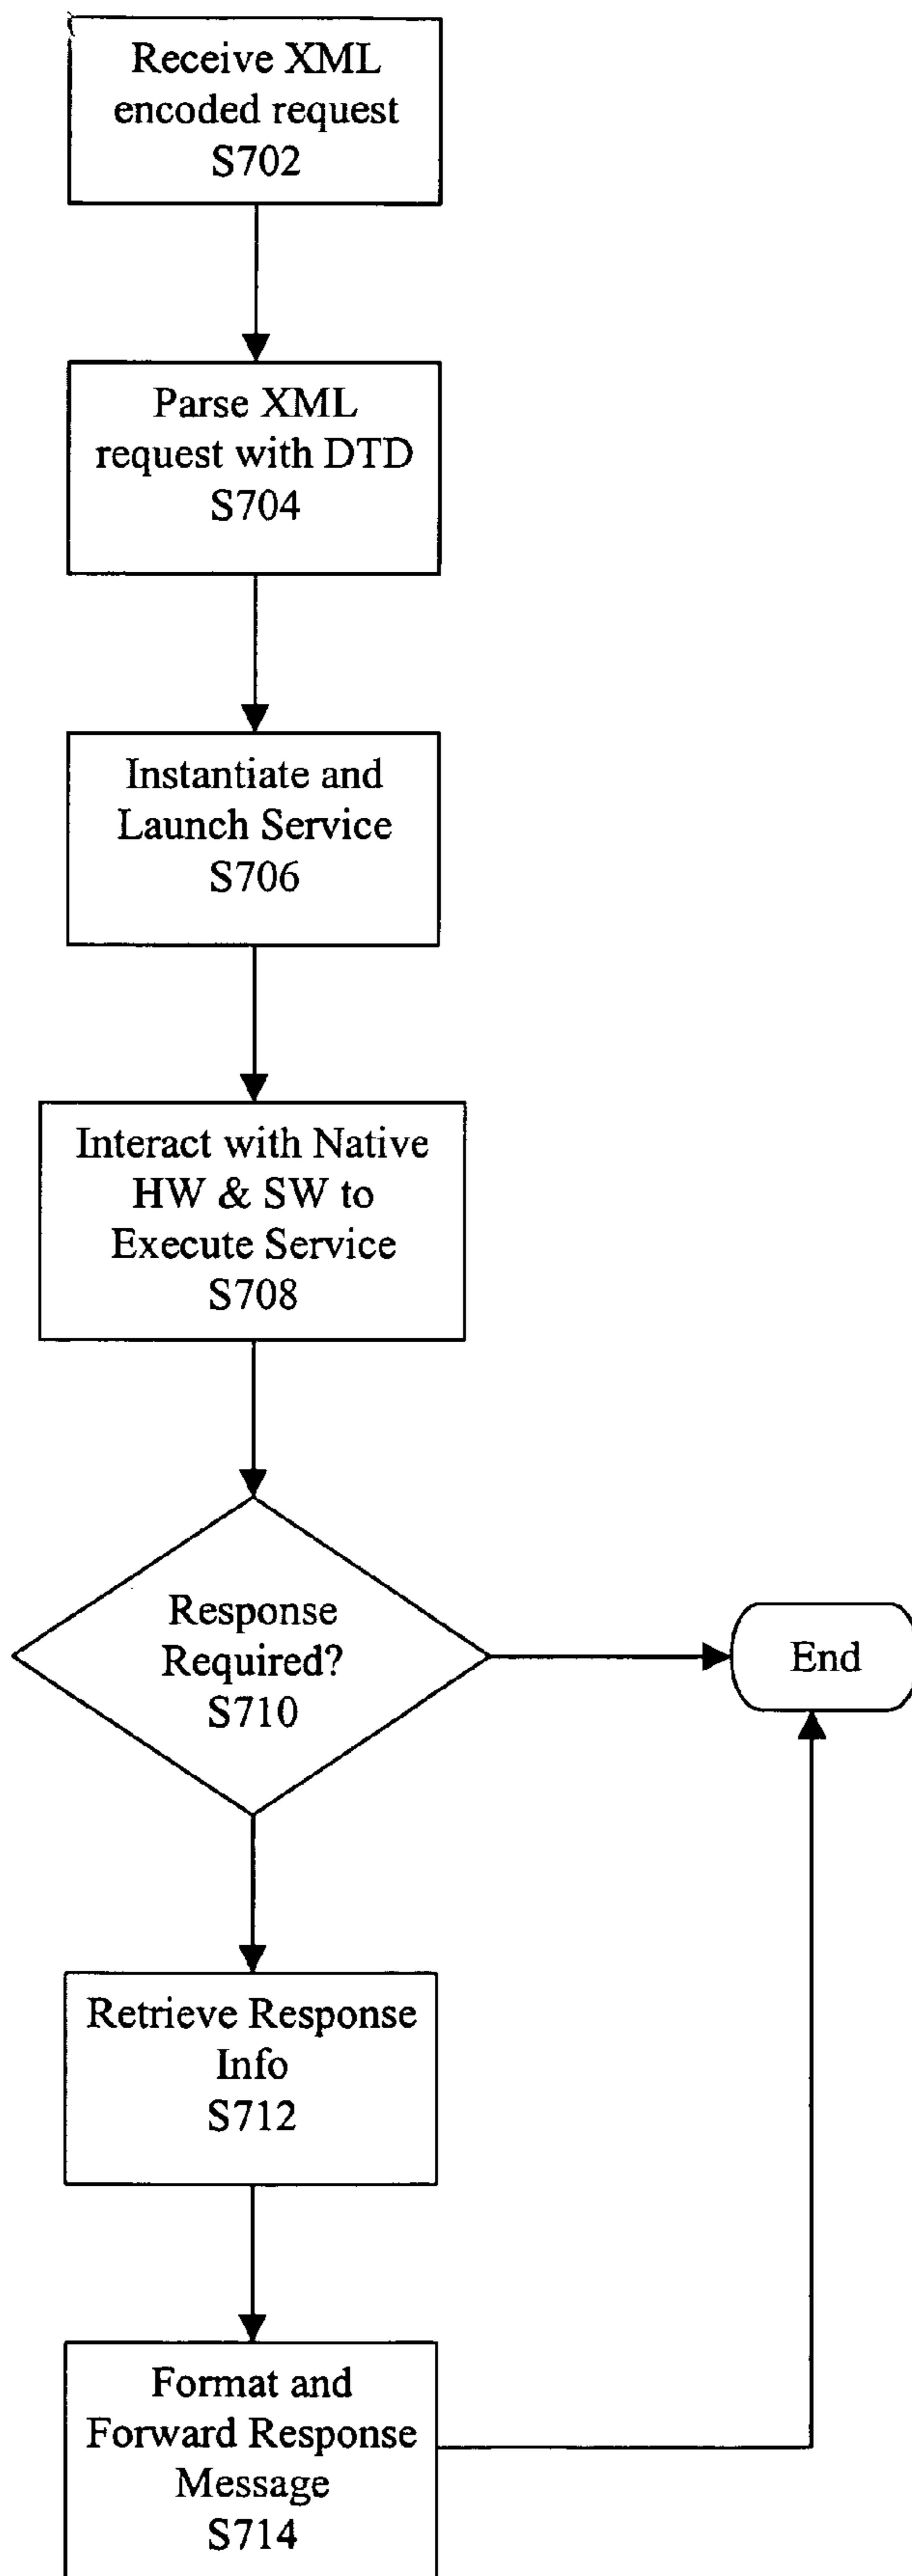 Receive XML
encoded request
S702
Parse XML
request with DTD
S704
Instantiate and
Launch Service
S706
Interact with Native
HW & SW to
Execute Service
S708
Response
Required?
S710
End
Retrieve Response
Info
S712
Format and
Forward Response
Message
S714